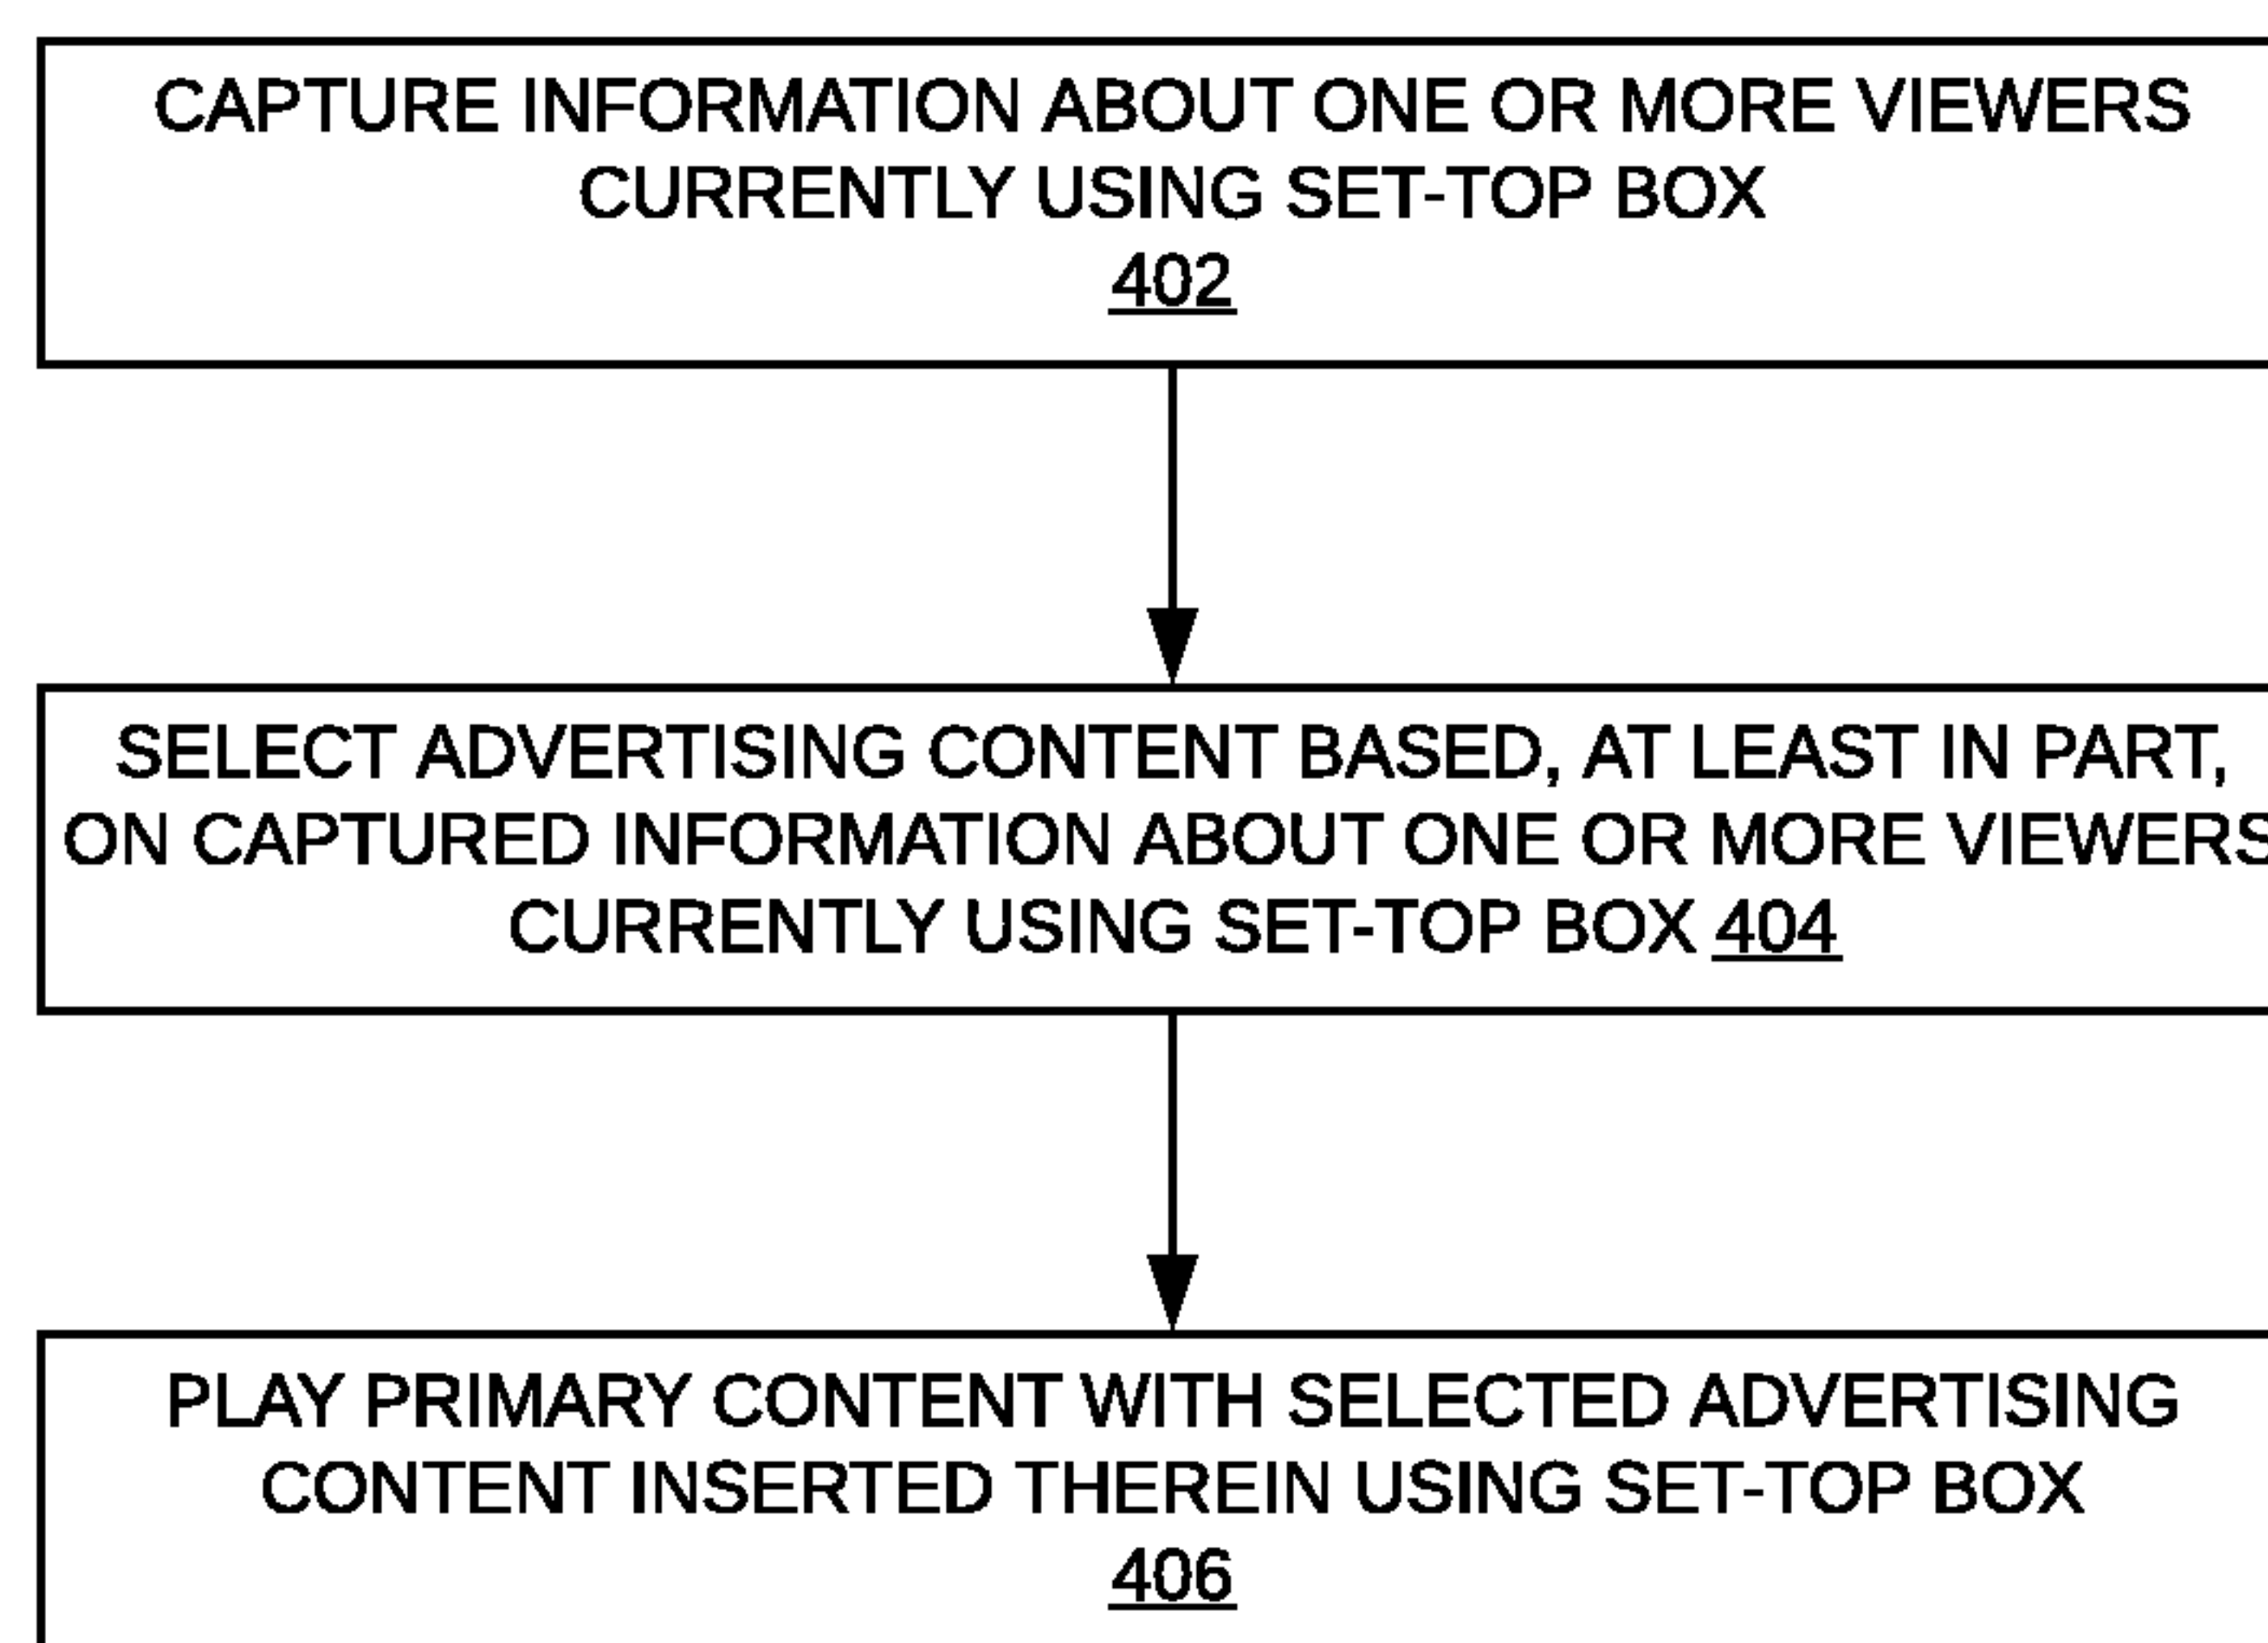 CAPTURE INFORMATION ABOUT ONE OR MORE VIEWERS
CURRENTLY USING SET-TOP BOX
402
SELECT ADVERTISING CONTENT BASED, AT LEAST IN PART,
ON CAPTURED INFORMATION ABOUT ONE OR MORE VIEWERS
CURRENTLY USING SET-TOP BOX 404
PLAY PRIMARY CONTENT WITH SELECTED ADVERTISING
CONTENT INSERTED THEREIN USING SET-TOP BOX
406